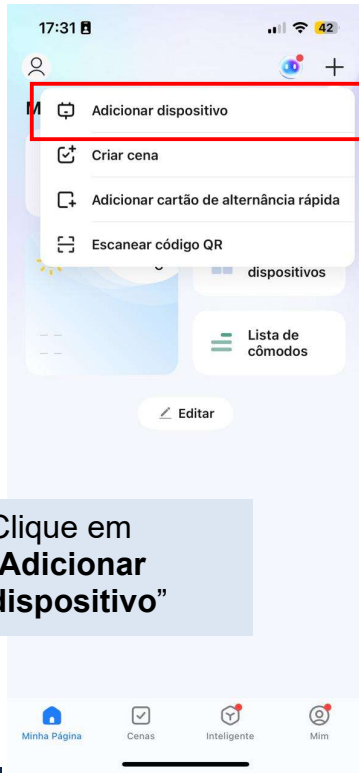 17:31
42
M
Adicionar dispositivo
Criar cena
Adicionar cartão de alternância rápida
Escanear código QR
dispositivos
Lista de
cômodos
Editar
Clique em
Adicionar
dispositivo”
Minha Página
Cenas
Inteligente
Mim